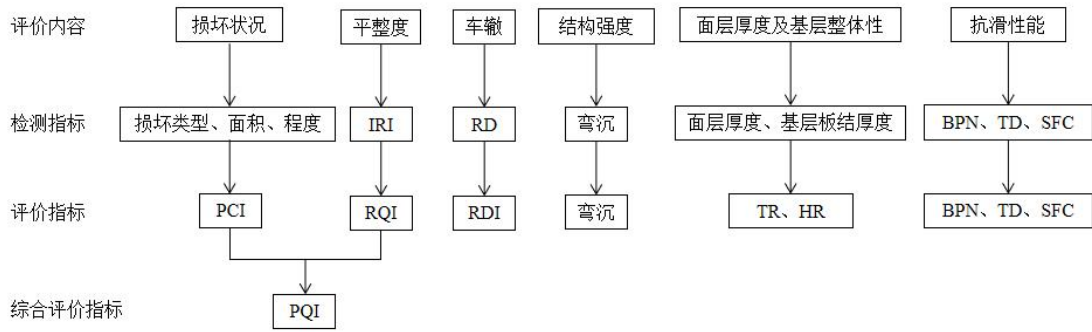 评价内容 损坏状况 平整度 车辙 结构强度 面层厚度及基层整体性 抗滑性能
检测指标 损坏类型、面积、程度 IRI RD 弯沉 面层厚度、基层板结厚度 BPN、TD、SFC
评价指标 PCI RQI RDI 弯沉 TR、HR BPN、TD、SFC
综合评价指标 PQI